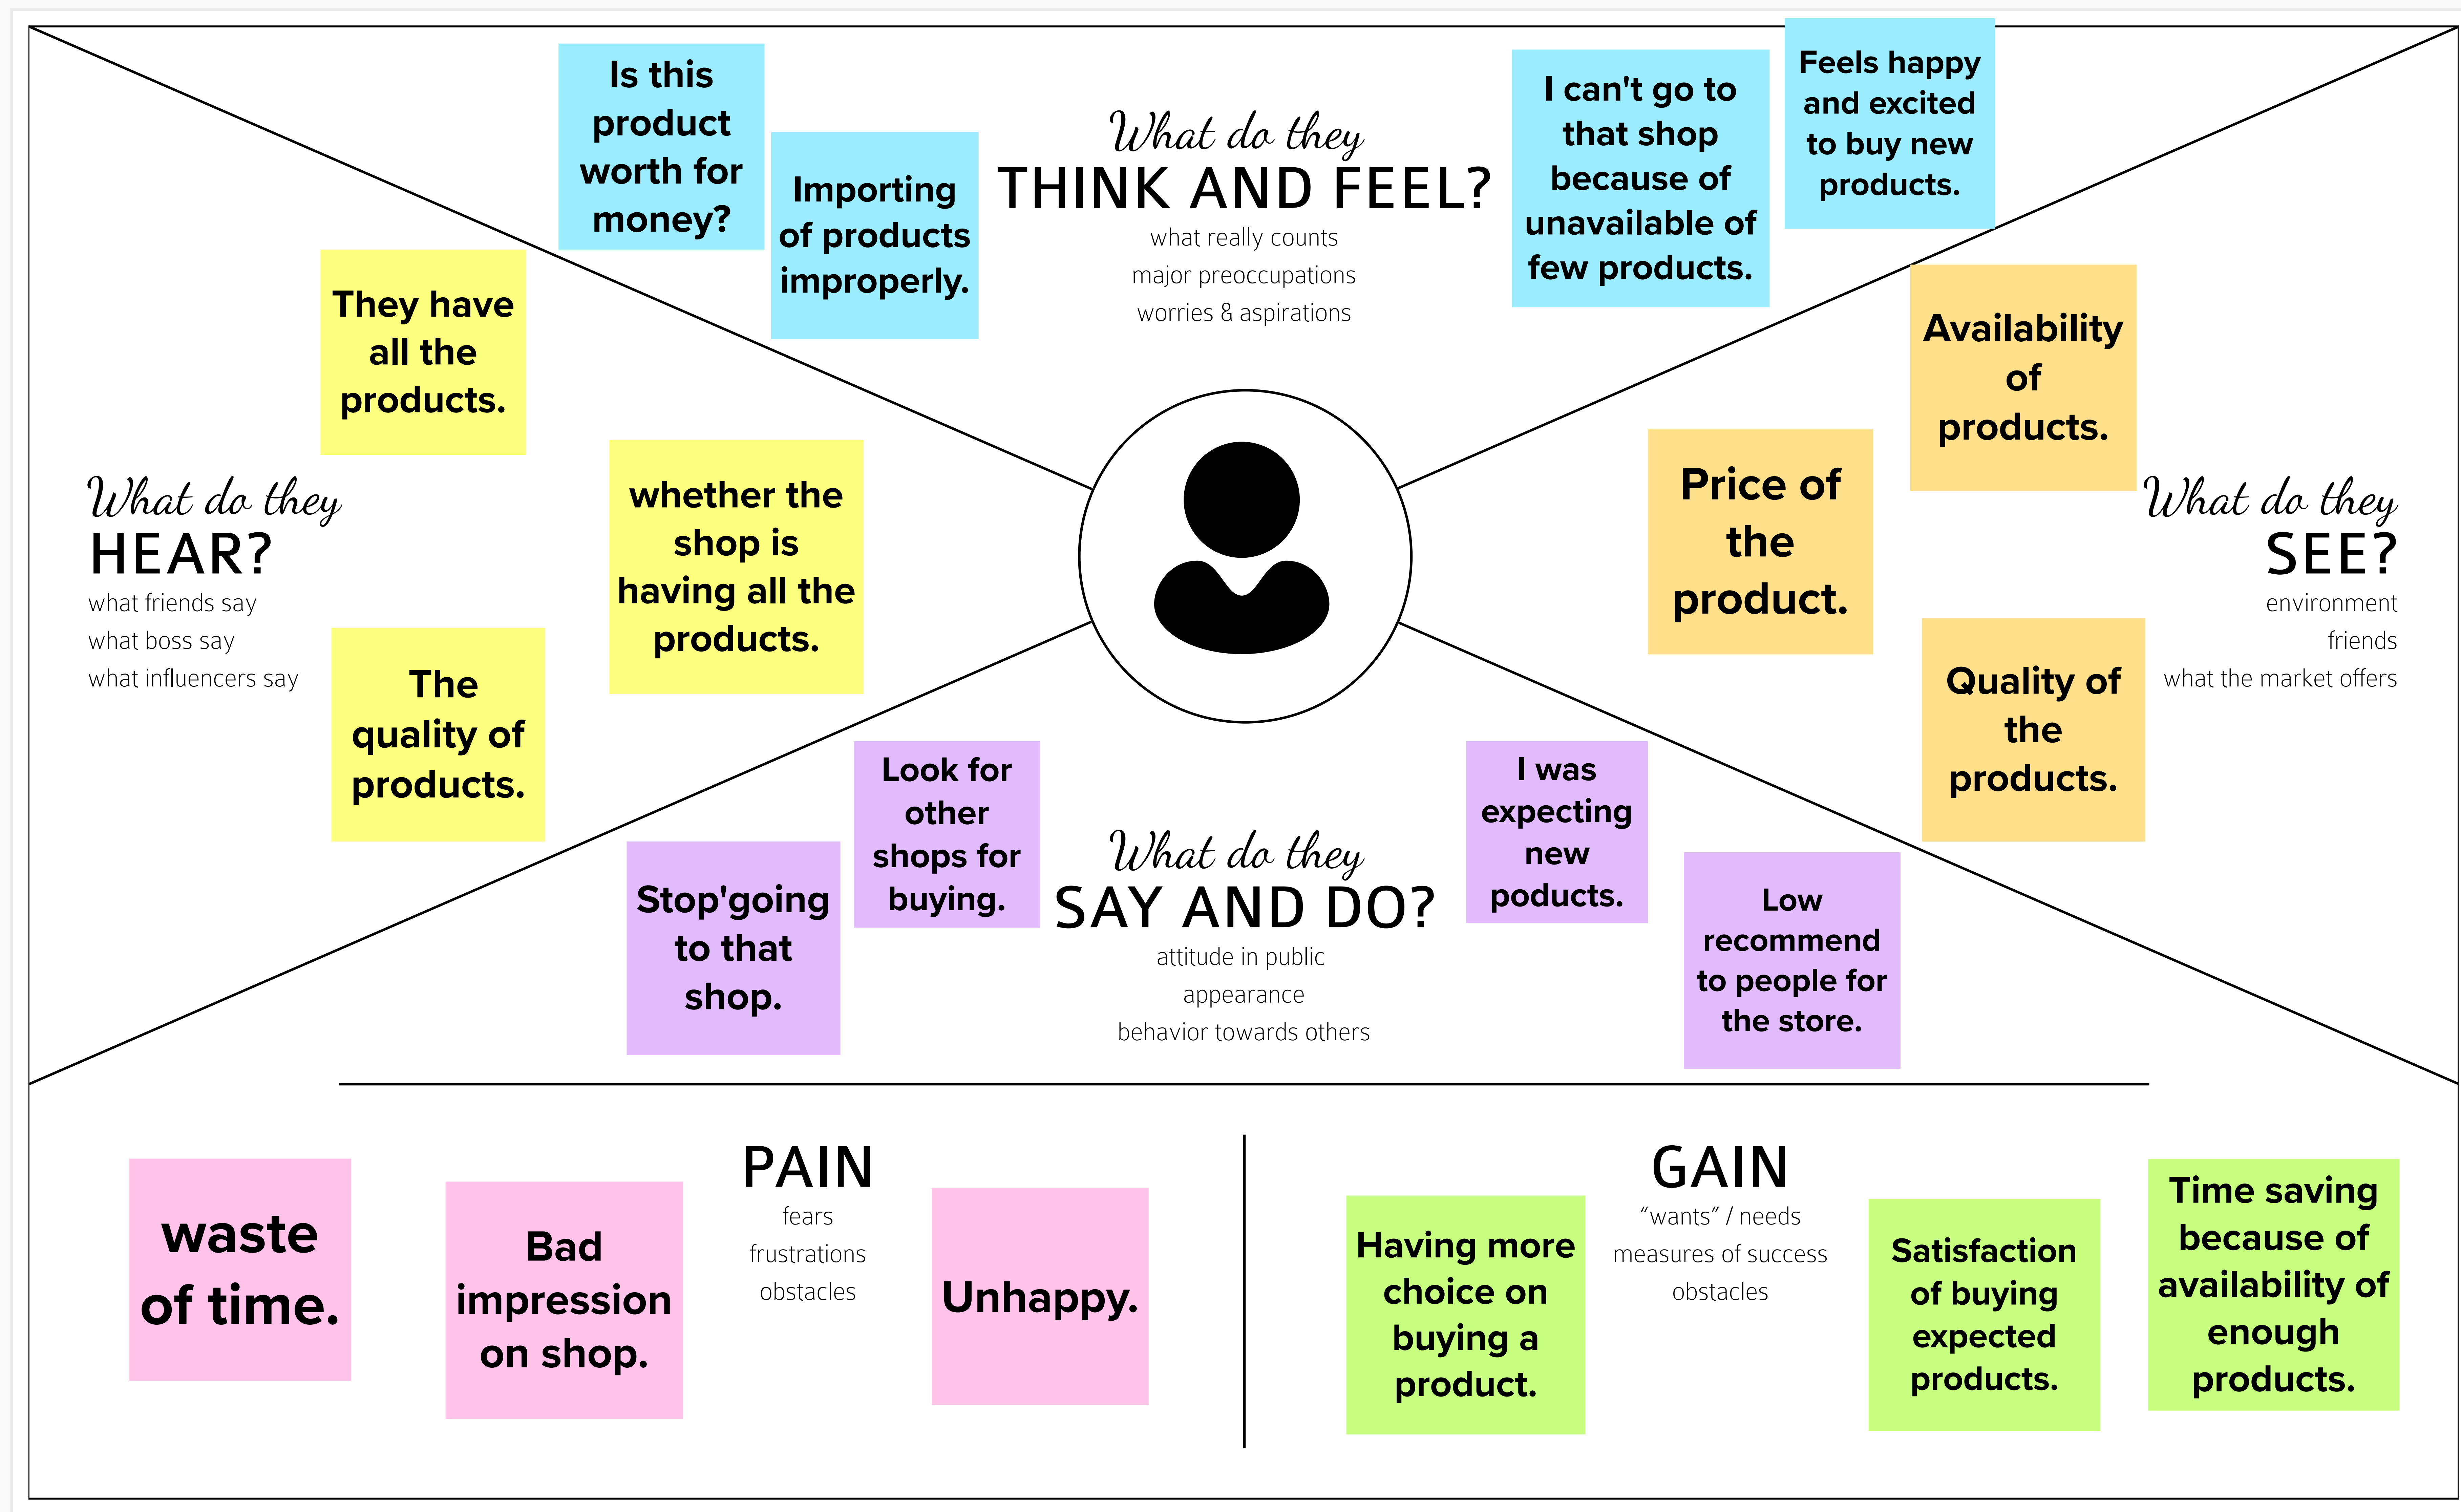 Is this
product
worth for
money?
Importing
of products
improperly.
What do they
THINK AND FEEL?
what really counts
major preoccupations
worries & aspirations
I can't go to
that shop
because of
unavailable of
few products.
Feels happy
and excited
to buy new
products.
They have
all the
products.
What do they
HEAR?
what friends say
what boss say
what influencers say
whether the
shop is
having all the
products.
The
quality of
products.
Availability
of
products.
Price of
the
product.
What do they
SEE?
environment
friends
what the market offers
Quality of
the
products.
Stop'going
to that
shop.
Look for
other
shops for
buying.
What do they
SAY AND DO?
attitude in public
appearance
behavior towards others
I was
expecting
new
poducts.
Low
recommend
to people for
the store.
waste
of time.
Bad
impression
on shop.
PAIN
fears
frustrations
obstacles
Unhappy.
Having more
choice on
buying a
product.
GAIN
“wants” / needs
measures of success
obstacles
Satisfaction
of buying
expected
products.
Time saving
because of
availability of
enough
products.